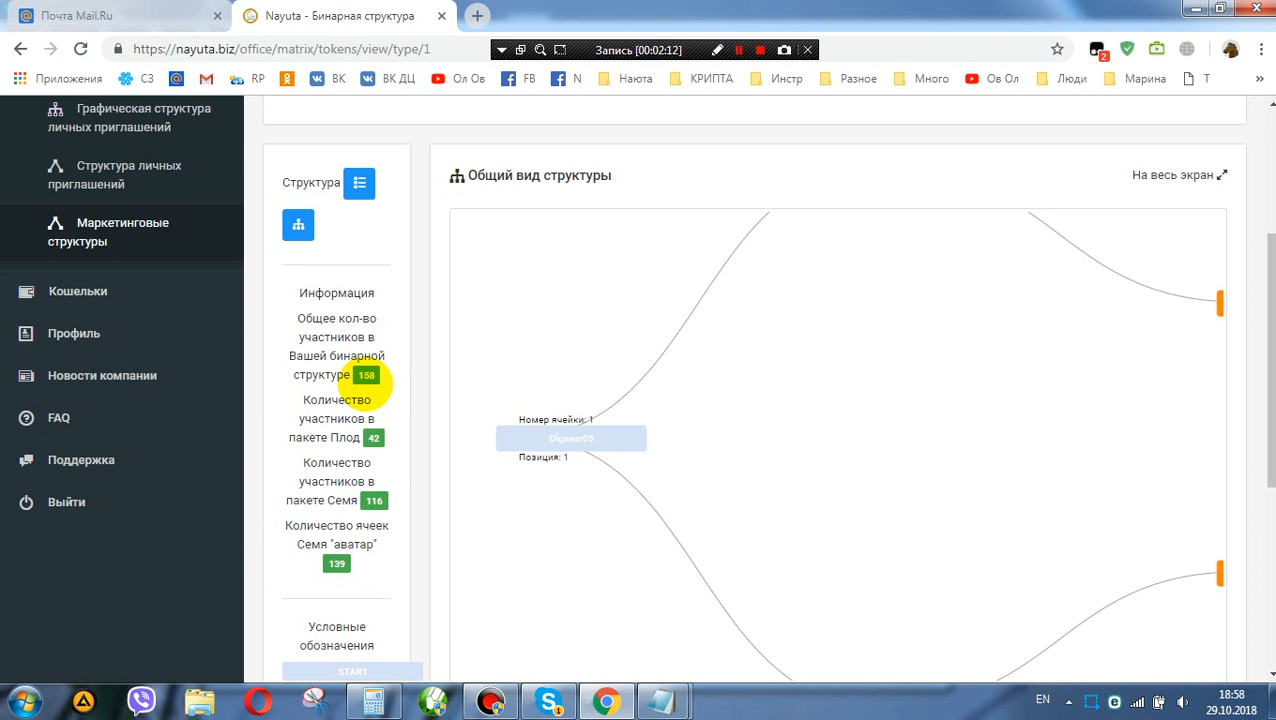 Почта Mail.Ru
Nayuta - Бинарная структура
https://nayuta.biz/office/matrix/tokens/view/type/1
Запись [00:02:12]
2
Приложения
СЗ
RP
ВК
ВК ДЦ
Ол Ов
FB
N
Наюта
КРИПТА
Инстр
Разное
Много
Ов Ол
Люди
Марина
Т
»
Графическая структура
личных приглашений
Структура личных
приглашений
Маркетинговые
структуры
Кошельки
Профиль
Новости компании
FAQ
Поддержка
Выйти
Структура
Информация
Общее кол-во
участников в
Вашей бинарной
структуре 158
Количество
участников в
пакете Плод 42
Количество
участников в
пакете Семя 116
Количество ячеек
Семя "аватар"
139
Условные
обозначения
START
Общий вид структуры
На весь экран
Номер ячейки: 1
Позиция: 1
EN
18:58
29.10.2018